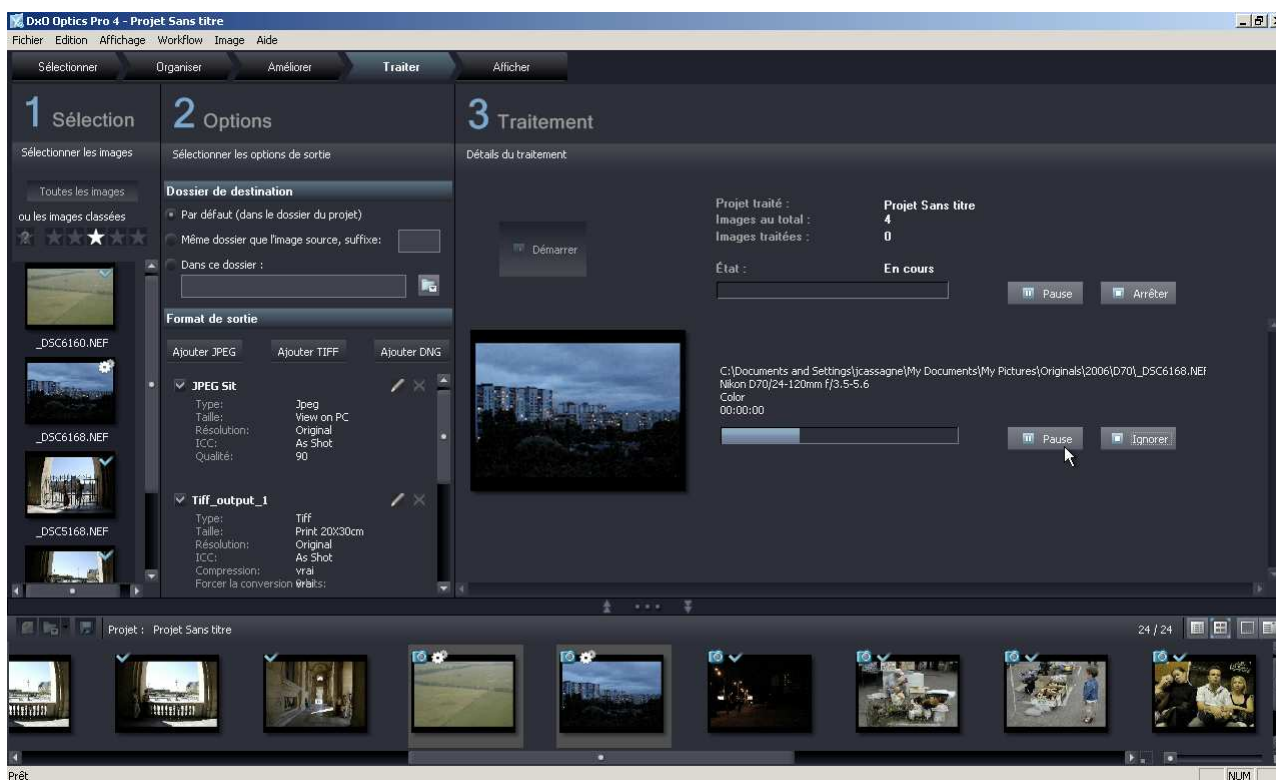 DxO Optics Pro 4 - Projet Sans titre
Fichier Edition Affichage Workflow Image Aide
Sélectionner Organiser Améliorer Traiter Afficher
1 Sélection
Sélectionner les images
Toutes les images
ou les images classées
_DSC6160.NEF
_DSC6168.NEF
_DSC5168.NEF
2 Options
Sélectionner les options de sortie
Dossier de destination
Par défaut (dans le dossier du projet)
Même dossier que l'image source, suffixe:
Dans ce dossier :
Format de sortie
Ajouter JPEG Ajouter TIFF Ajouter DNG
JPEG Sit
Type: Jpeg
Taille: View on PC
Résolution: Original
ICC: As Shot
Qualité: 90
Tiff_output_1
Type: Tiff
Taille: Print 20X30cm
Résolution: Original
ICC: As Shot
Compression: vrai
Forcer la conversion
3 Traitement
Détails du traitement
Démarrer
Projet traité : Projet Sans titre
Images au total : 4
Images traitées : 0
État : En cours
Pause Arrêter
C:\Documents and Settings\jcassagne\My Documents\My Pictures\Originals\2006\D70\_DSC6168.NEF
Nikon D70/24-120mm f/3.5-5.6
Color
00:00:00
Pause Ignorer
Projet : Projet Sans titre
24 / 24
Prêt
NUM